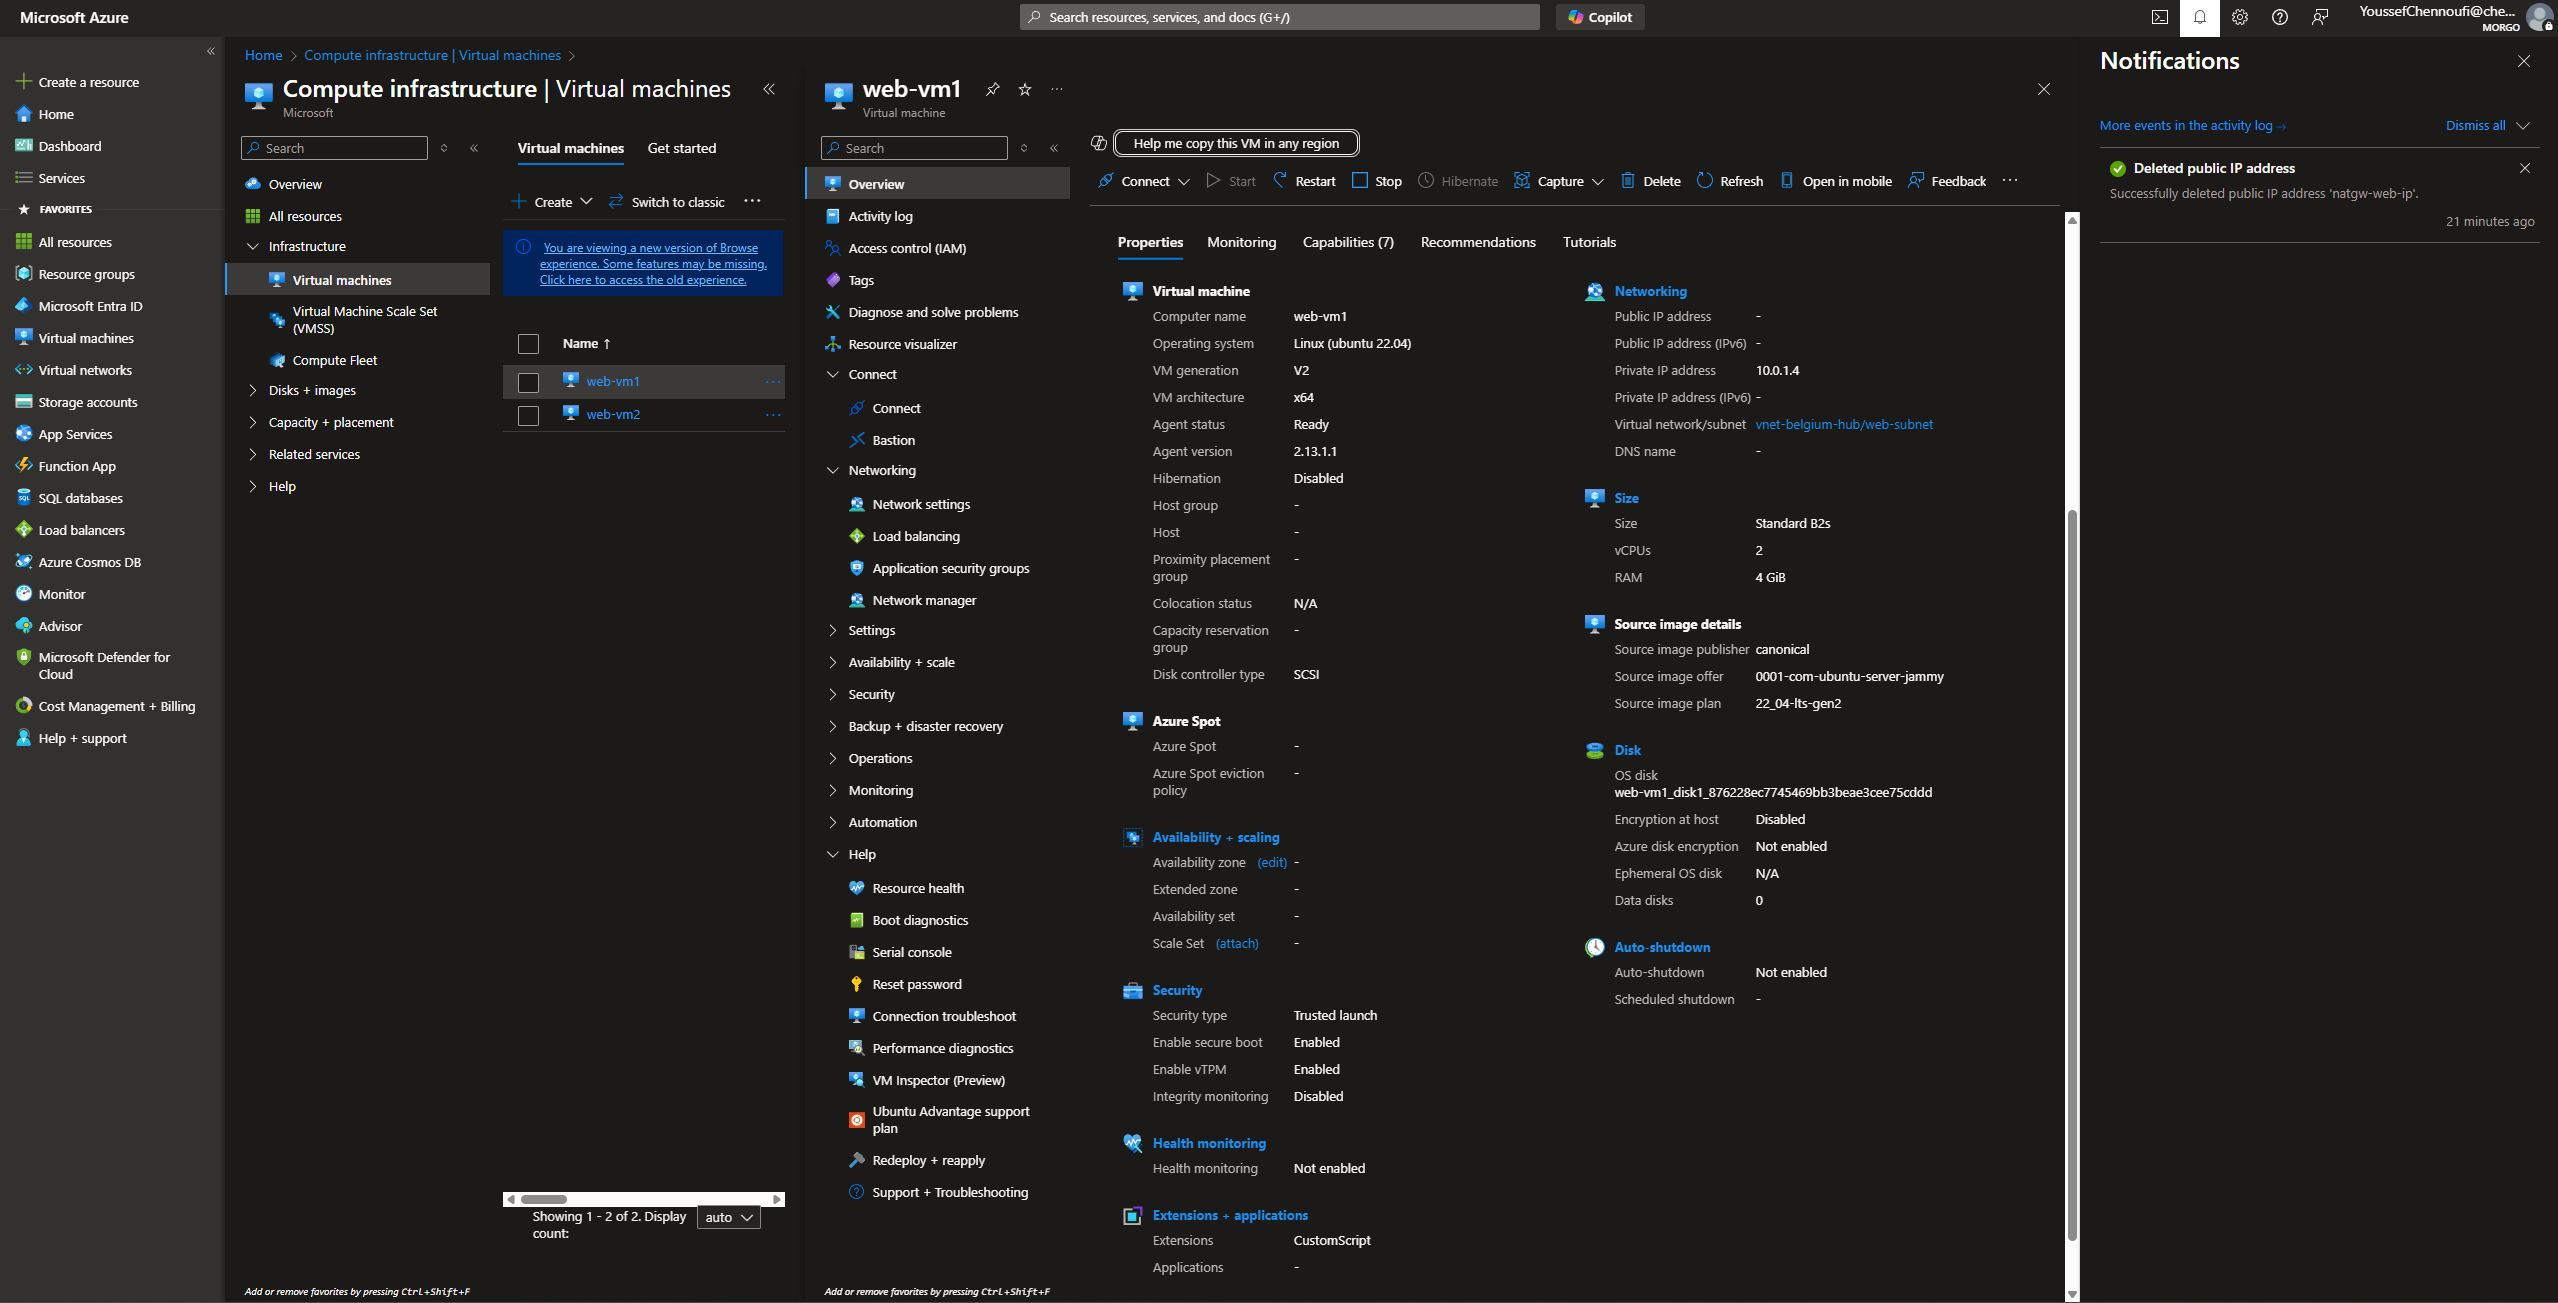 Microsoft Azure
Search resources, services, and docs (G+/)
Copilot
YoussefChennoufi@che...
MORGO
Create a resource
Home
Dashboard
Services
FAVORITES
All resources
Resource groups
Microsoft Entra ID
Virtual machines
Virtual networks
Storage accounts
App Services
Function App
SQL databases
Load balancers
Azure Cosmos DB
Monitor
Advisor
Microsoft Defender for
Cloud
Cost Management + Billing
Help + support
Home > Compute infrastructure | Virtual machines >
Compute infrastructure | Virtual machines
Microsoft
Search
Overview
All resources
Infrastructure
Virtual machines
Virtual Machine Scale Set
(VMSS)
Compute Fleet
Disks + images
Capacity + placement
Related services
Help
Add or remove favorites by pressing Ctrl+Shift+F
Virtual machines
Get started
Create
Switch to classic
You are viewing a new version of Browse
experience. Some features may be missing.
Click here to access the old experience.
Name ↑
web-vm1
web-vm2
Showing 1 - 2 of 2. Display
count:
auto
web-vm1
Virtual machine
Search
Overview
Activity log
Access control (IAM)
Tags
Diagnose and solve problems
Resource visualizer
Connect
Connect
Bastion
Networking
Network settings
Load balancing
Application security groups
Network manager
Settings
Availability + scale
Security
Backup + disaster recovery
Operations
Monitoring
Automation
Help
Resource health
Boot diagnostics
Serial console
Reset password
Connection troubleshoot
Performance diagnostics
VM Inspector (Preview)
Ubuntu Advantage support
plan
Redeploy + reapply
Support + Troubleshooting
Add or remove favorites by pressing Ctrl+Shift+F
Help me copy this VM in any region
Connect
Start
Restart
Stop
Hibernate
Capture
Delete
Refresh
Open in mobile
Feedback
Properties
Monitoring
Capabilities (7)
Recommendations
Tutorials
Virtual machine
Computer name web-vm1
Operating system Linux (ubuntu 22.04)
VM generation V2
VM architecture x64
Agent status Ready
Agent version 2.13.1.1
Hibernation Disabled
Host group -
Host -
Proximity placement -
group
Colocation status N/A
Capacity reservation -
group
Disk controller type SCSI
Azure Spot
Azure Spot -
Azure Spot eviction -
policy
Availability + scaling
Availability zone (edit) -
Extended zone -
Availability set -
Scale Set (attach) -
Security
Security type Trusted launch
Enable secure boot Enabled
Enable vTPM Enabled
Integrity monitoring Disabled
Health monitoring
Health monitoring Not enabled
Extensions + applications
Extensions CustomScript
Applications -
Networking
Public IP address -
Public IP address (IPv6) -
Private IP address 10.0.1.4
Private IP address (IPv6) -
Virtual network/subnet vnet-belgium-hub/web-subnet
DNS name -
Size
Size Standard B2s
vCPUs 2
RAM 4 GiB
Source image details
Source image publisher canonical
Source image offer 0001-com-ubuntu-server-jammy
Source image plan 22_04-lts-gen2
Disk
OS disk
web-vm1_disk1_876228ec7745469bb3beae3cee75cddd
Encryption at host Disabled
Azure disk encryption Not enabled
Ephemeral OS disk N/A
Data disks 0
Auto-shutdown
Auto-shutdown Not enabled
Scheduled shutdown -
Notifications
More events in the activity log →
Dismiss all
Deleted public IP address
Successfully deleted public IP address 'natgw-web-ip'.
21 minutes ago